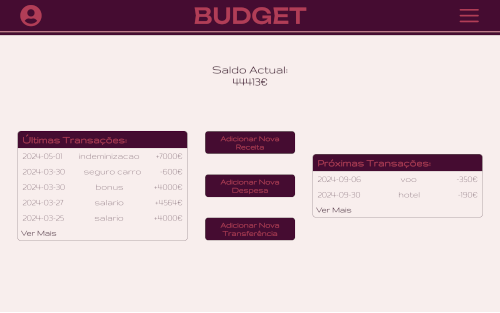 BUDGET
Saldo Actual:
44413€
Últimas Transações:
2024-05-01 indeminizacao +7000€
2024-03-30 seguro carro -600€
2024-03-30 bonus +4000€
2024-03-27 salario +4564€
2024-03-25 salario +4000€
Ver Mais
Adicionar Nova
Receita
Adicionar Nova
Despesa
Adicionar Nova
Transferência
Próximas Transações:
2024-09-06 voo -350€
2024-09-30 hotel -190€
Ver Mais